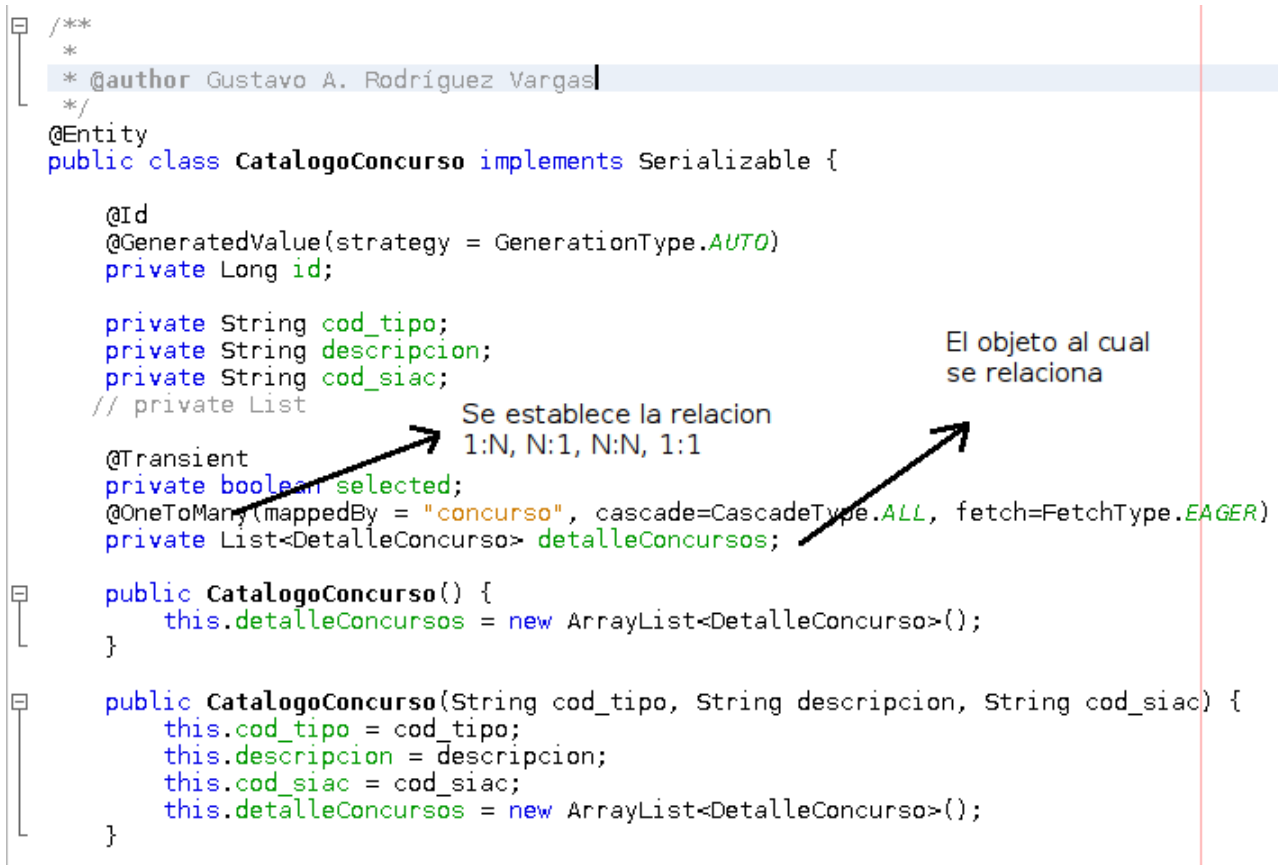 /**
 *
 * @author Gustavo A. Rodríguez Vargas
 */
@Entity
public class CatalogoConcurso implements Serializable {
@Id
@GeneratedValue(strategy = GenerationType.AUTO)
private Long id;
private String cod_tipo;
private String descripcion;
private String cod_siac;
// private List
El objeto al cual
se relaciona
Se establece la relacion
1:N, N:1, N:N, 1:1
@Transient
private boolean selected;
@OneToMany(mappedBy = "concurso", cascade=CascadeType.ALL, fetch=FetchType.EAGER)
private List<DetalleConcurso> detalleConcursos;
public CatalogoConcurso() {
this.detalleConcursos = new ArrayList<DetalleConcurso>();
}
public CatalogoConcurso(String cod_tipo, String descripcion, String cod_siac) {
this.cod_tipo = cod_tipo;
this.descripcion = descripcion;
this.cod_siac = cod_siac;
this.detalleConcursos = new ArrayList<DetalleConcurso>();
}